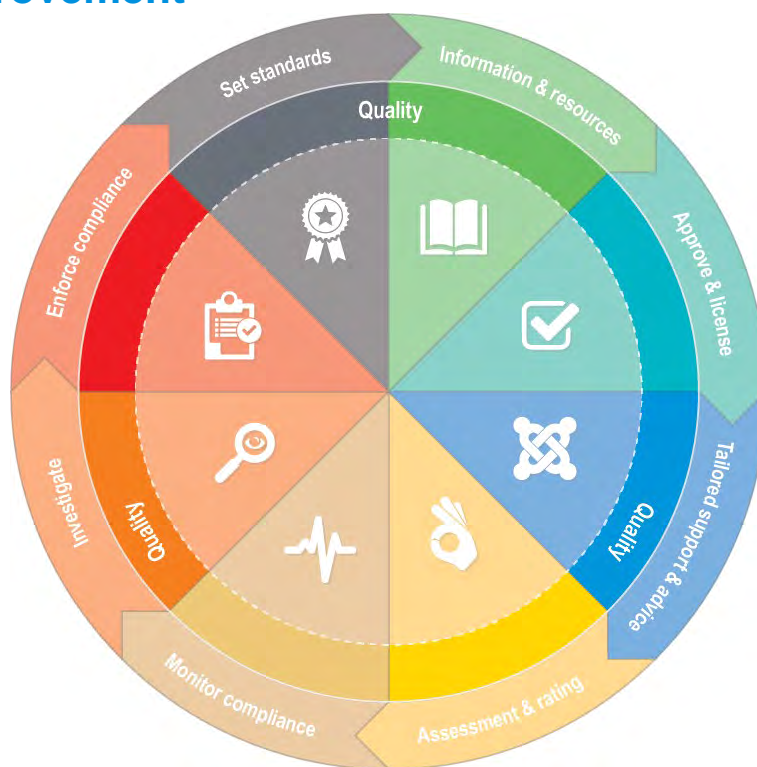 Set standards
Information & resources
Approve & license
Tailored support & advice
Assessment & rating
Monitor compliance
Investigate
Enforce compliance
Quality
Quality
Quality